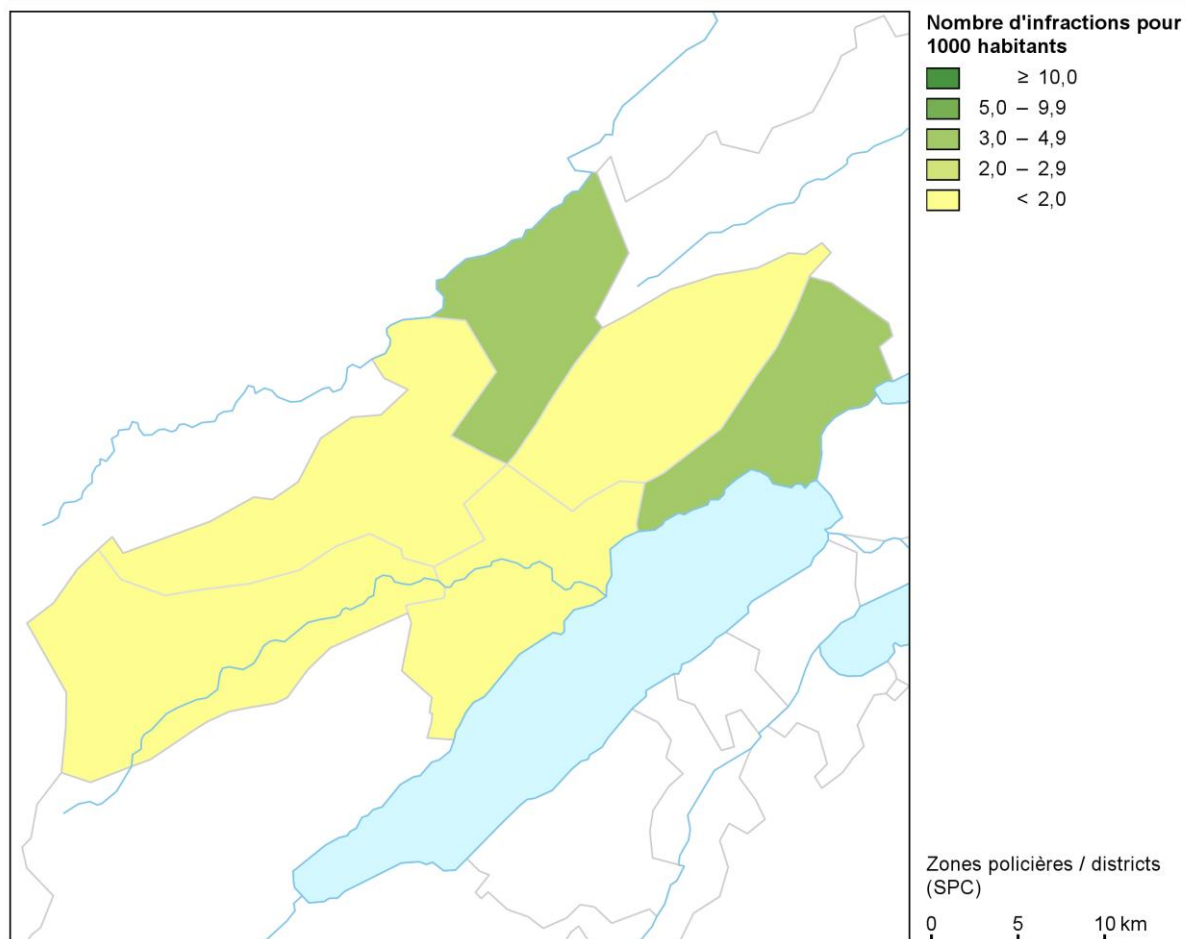 Nombre d'infractions pour
1000 habitants
≥ 10,0
5,0 – 9,9
3,0 – 4,9
2,0 – 2,9
< 2,0
Zones policières / districts
(SPC)
0 5 10 km